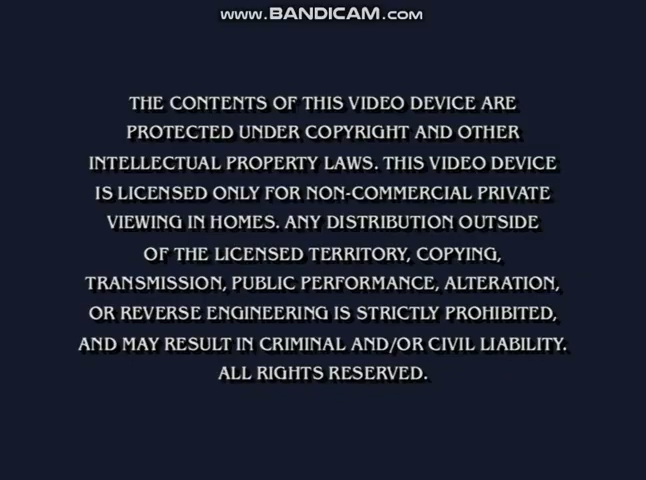 www.BANDICAM.com
THE CONTENTS OF THIS VIDEO DEVICE ARE
PROTECTED UNDER COPYRIGHT AND OTHER
INTELLECTUAL PROPERTY LAWS. THIS VIDEO DEVICE
IS LICENSED ONLY FOR NON-COMMERCIAL PRIVATE
VIEWING IN HOMES. ANY DISTRIBUTION OUTSIDE
OF THE LICENSED TERRITORY, COPYING,
TRANSMISSION, PUBLIC PERFORMANCE, ALTERATION,
OR REVERSE ENGINEERING IS STRICTLY PROHIBITED,
AND MAY RESULT IN CRIMINAL AND/OR CIVIL LIABILITY.
ALL RIGHTS RESERVED.